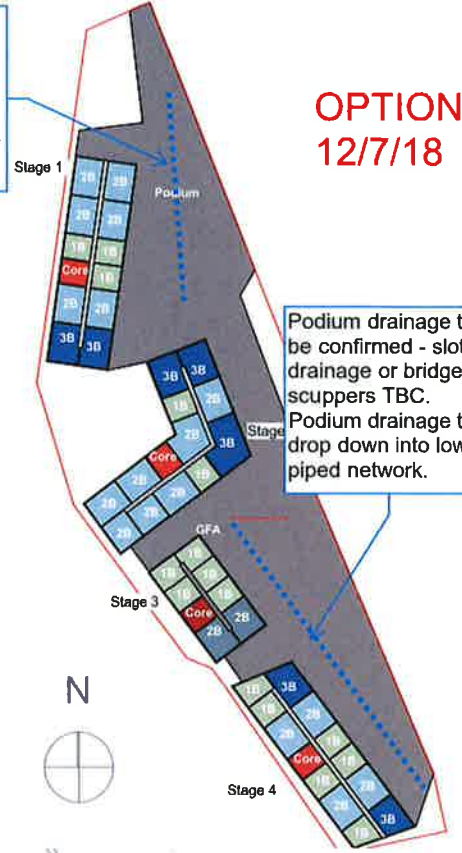 OPTION
12/7/18
Stage 1
2B 2B
2B 2B
1B 1B
Core 1B
2B 2B
3B 3B
Podium
Podium drainage t
be confirmed - slot
drainage or bridge
scuppers TBC.
Podium drainage t
drop down into low
piped network.
3B 3B
1B 2B
2B 3B
Stage
Core
2B 1B
2B 2B
2B 2B
2B
GFA
1B
1B 1B
1B 1B
Core 2B
2B
Stage 3
1B 3B
1B 2B
2B 1B
Core 1B
1B 2B
2B 3B
1B
Stage 4
N